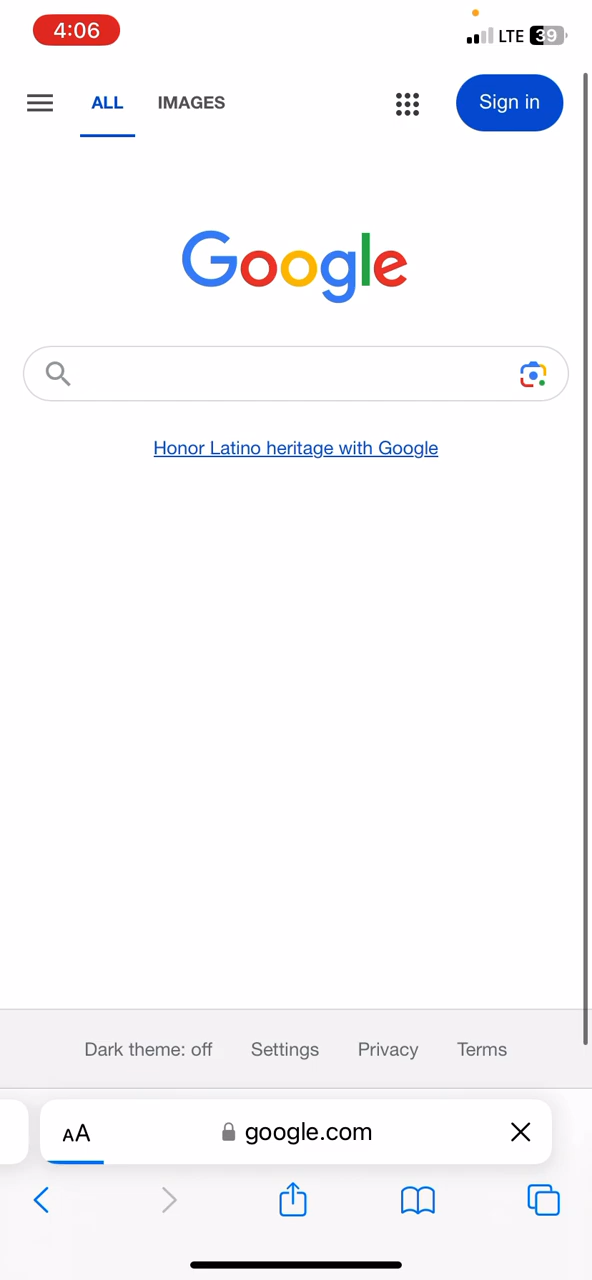 4:06
LTE 39
ALL IMAGES Sign in
Google
Honor Latino heritage with Google
Dark theme: off Settings Privacy Terms
AA google.com